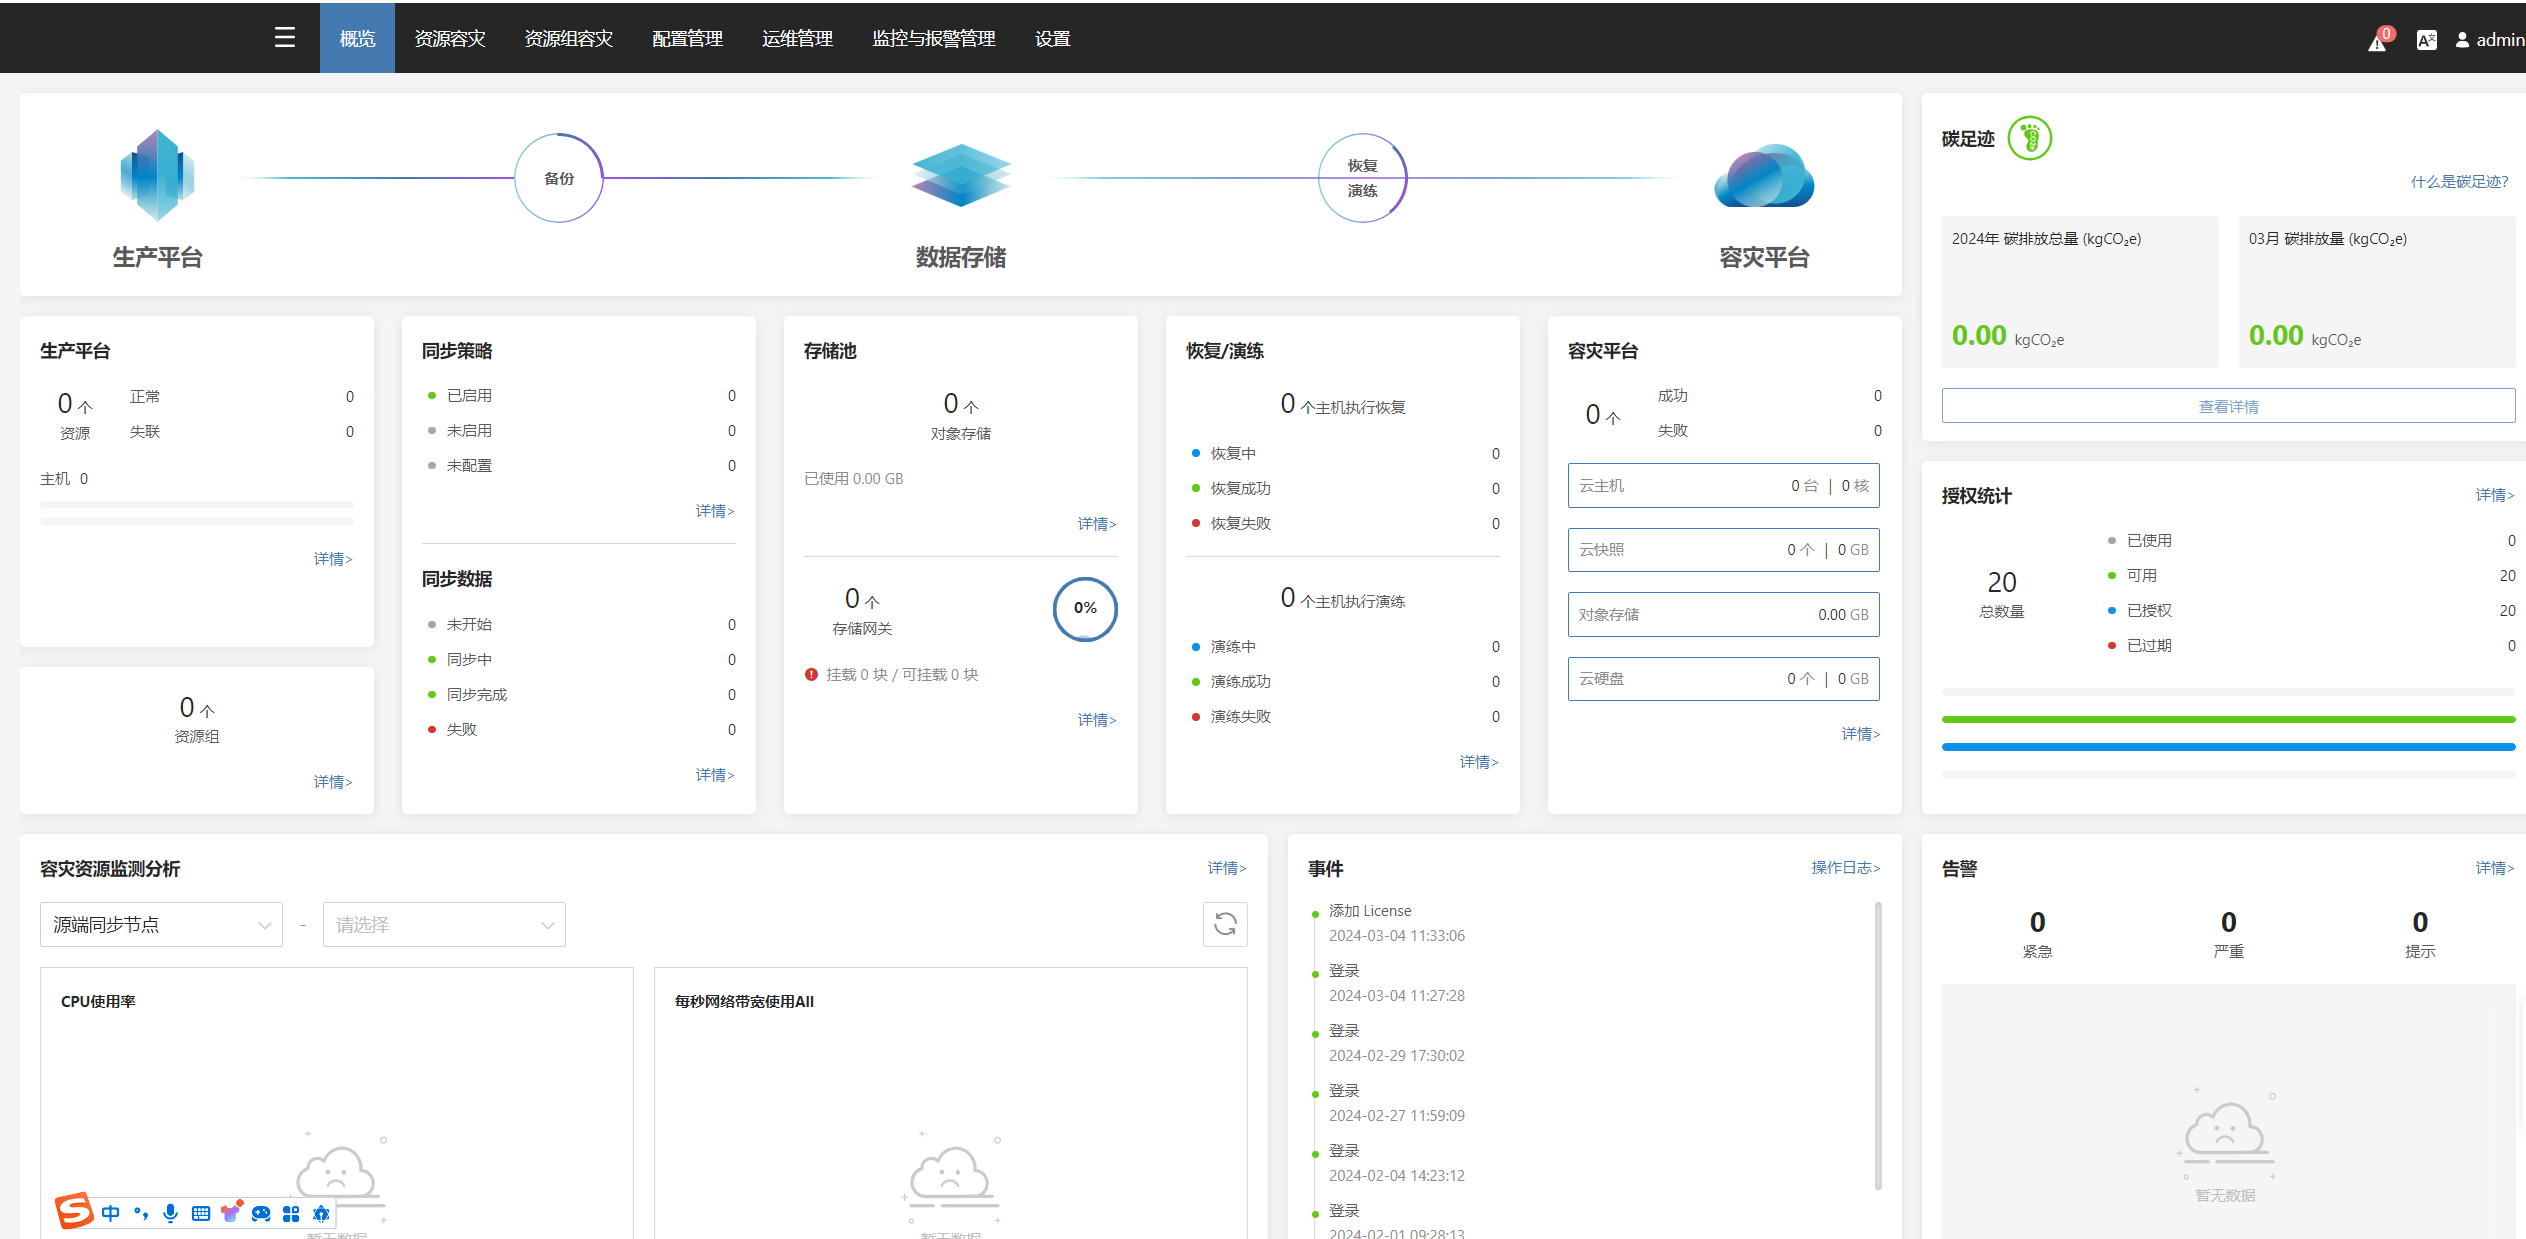 概览 资源容灾 资源组容灾 配置管理 运维管理 监控与报警管理 设置 0 admin
备份
恢复
演练
生产平台 数据存储 容灾平台
碳足迹
什么是碳足迹?
2024年 碳排放总量 (kgCO₂e)
0.00 kgCO₂e
03月 碳排放量 (kgCO₂e)
0.00 kgCO₂e
查看详情
生产平台
0 个
资源
正常 0
失联 0
主机 0
详情>
0 个
资源组
详情>
同步策略
已启用 0
未启用 0
未配置 0
详情>
同步数据
未开始 0
同步中 0
同步完成 0
失败 0
详情>
存储池
0 个
对象存储
已使用 0.00 GB
详情>
0 个
存储网关
0%
挂载 0 块 / 可挂载 0 块
详情>
恢复/演练
0 个主机执行恢复
恢复中 0
恢复成功 0
恢复失败 0
0 个主机执行演练
演练中 0
演练成功 0
演练失败 0
详情>
容灾平台
0 个
成功 0
失败 0
云主机 0 台 | 0 核
云快照 0 个 | 0 GB
对象存储 0.00 GB
云硬盘 0 个 | 0 GB
详情>
授权统计 详情>
20
总数量
已使用 0
可用 20
已授权 20
已过期 0
容灾资源监测分析 详情>
源端同步节点 - 请选择
CPU使用率
暂无数据
每秒网络带宽使用All
暂无数据
事件 操作日志>
添加 License
2024-03-04 11:33:06
登录
2024-03-04 11:27:28
登录
2024-02-29 17:30:02
登录
2024-02-27 11:59:09
登录
2024-02-04 14:23:12
登录
2024-02-01 09:28:13
告警 详情>
0 0 0
紧急 严重 提示
暂无数据
中